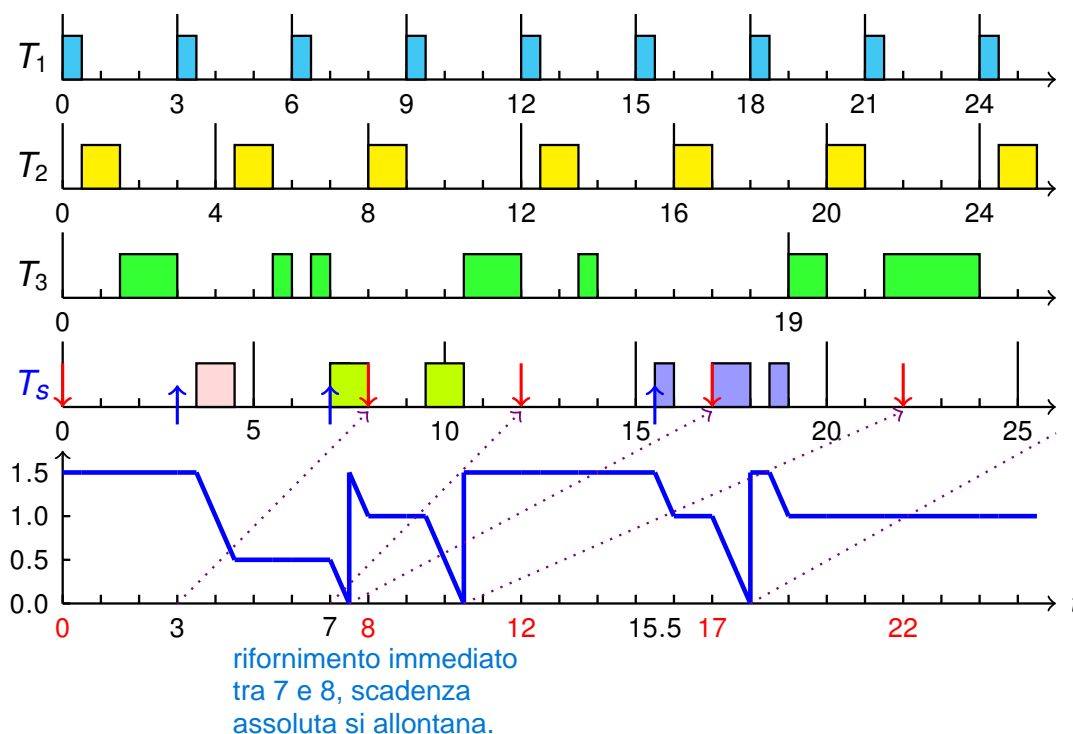 T1
0 3 6 9 12 15 18 21 24
T2
0 4 8 12 16 20 24
T3
0 19
Ts
0 5 10 15 20 25
1.5
1.0
0.5
0.0
0 3 7 8 12 15.5 17 22
rifornimento immediato
tra 7 e 8, scadenza
assoluta si allontana.